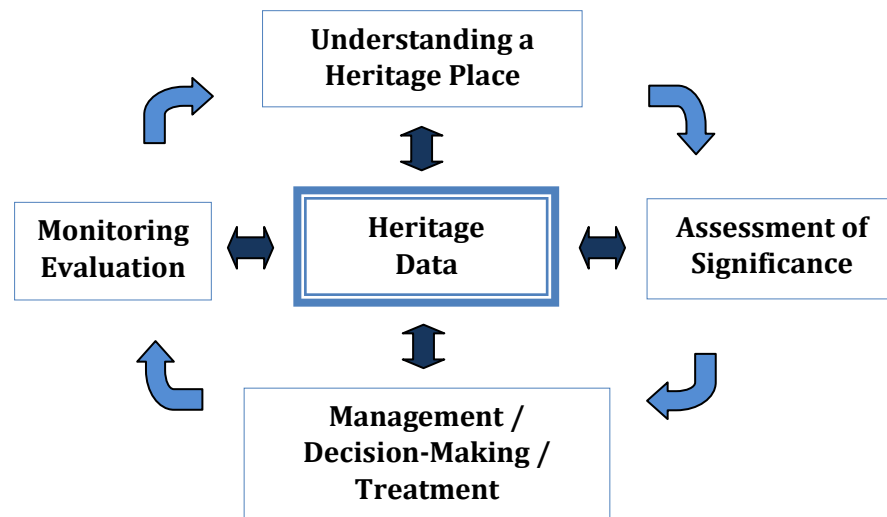 Understanding a
Heritage Place
Monitoring
Evaluation
Heritage
Data
Assessment of
Significance
Management /
Decision-Making /
Treatment